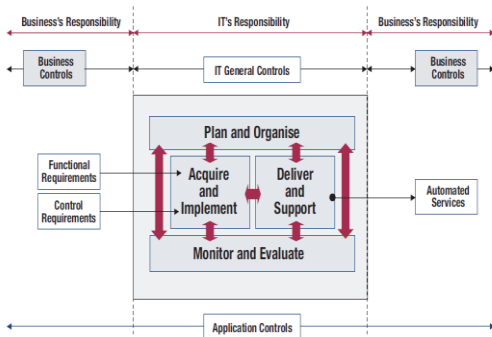 Business's Responsibility
IT's Responsibility
Business's Responsibility
Business
Controls
IT General Controls
Business
Controls
Plan and Organise
Functional
Requirements
Control
Requirements
Acquire
and
Implement
Deliver
and
Support
Automated
Services
Monitor and Evaluate
Application Controls